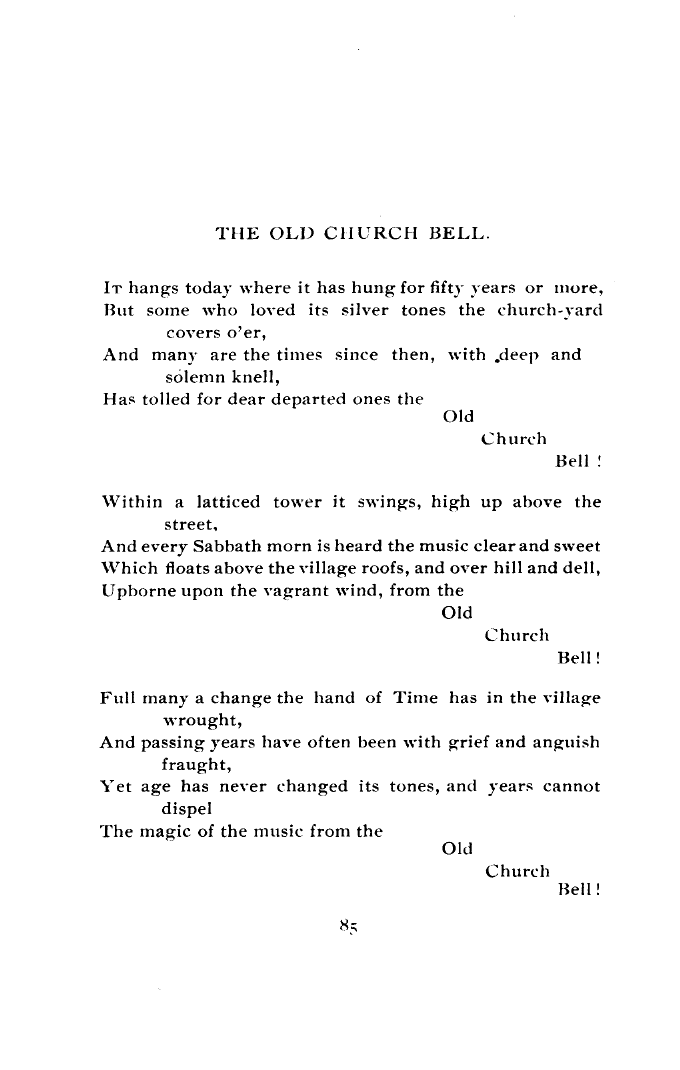 THE OLD CHURCH BELL.
IT hangs today where it has hung for fifty years or more,
But some who loved its silver tones the church-yard
covers o'er,
And many are the times since then, with deep and
solemn knell,
Has tolled for dear departed ones the
Old
Church
Bell !
Within a latticed tower it swings, high up above the
street,
And every Sabbath morn is heard the music clear and sweet
Which floats above the village roofs, and over hill and dell,
Upborne upon the vagrant wind, from the
Old
Church
Bell !
Full many a change the hand of Time has in the village
wrought,
And passing years have often been with grief and anguish
fraught,
Yet age has never changed its tones, and years cannot
dispel
The magic of the music from the
Old
Church
Bell !
85